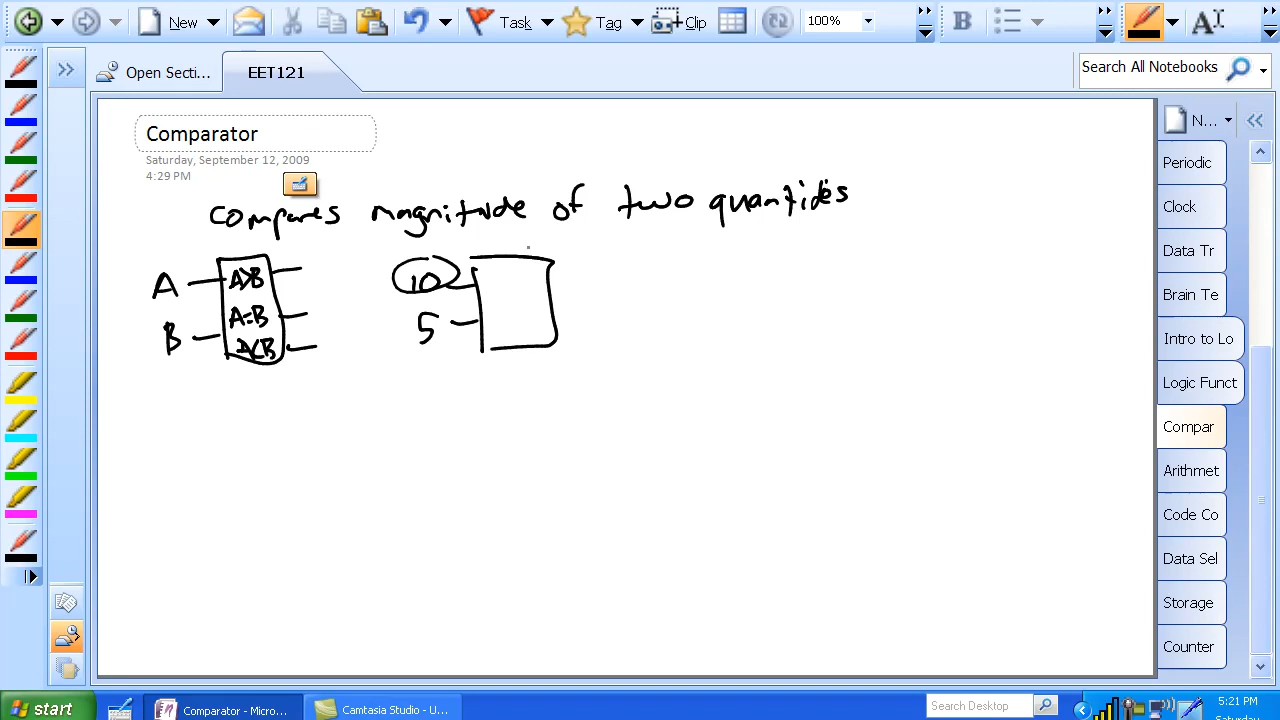 New
Task
Tag
Clip
100%
B
A
Open Secti...
EET121
Search All Notebooks
Comparator
Saturday, September 12, 2009
4:29 PM
compares magnitude of two quantities
A
B
A>B
A=B
A<B
10
5
N...
Periodic
Clock
Data Tr
Brain Te
Intro to Lo
Logic Funct
Compar
Arithmet
Code Co
Data Sel
Storage
Counter
start
Comparator - Micro...
Camtasia Studio - U...
Search Desktop
5:21 PM
Saturday